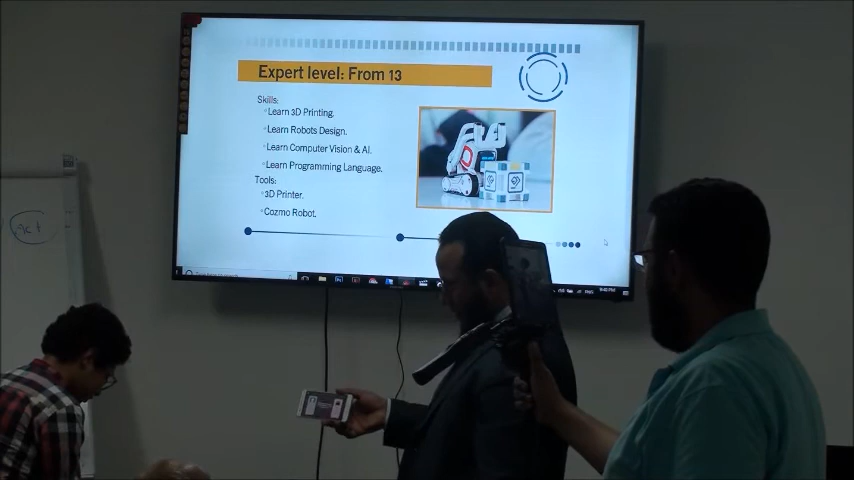 Expert level: From 13
Skills:
Learn 3D Printing.
Learn Robots Design.
Learn Computer Vision & AI.
Learn Programming Language.
Tools:
3D Printer.
Cozmo Robot.